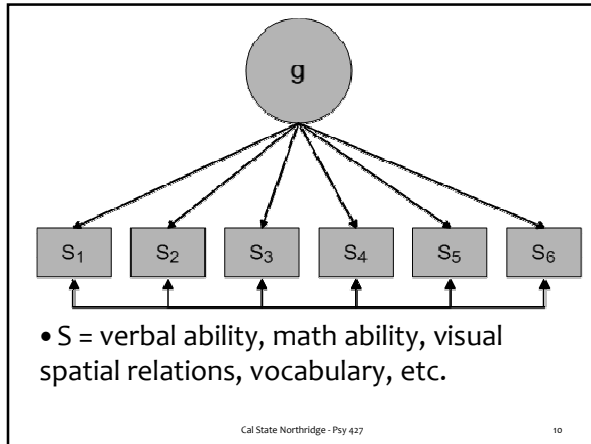 g
S₁ S₂ S₃ S₄ S₅ S₆
• S = verbal ability, math ability, visual
spatial relations, vocabulary, etc.
Cal State Northridge - Psy 427 10